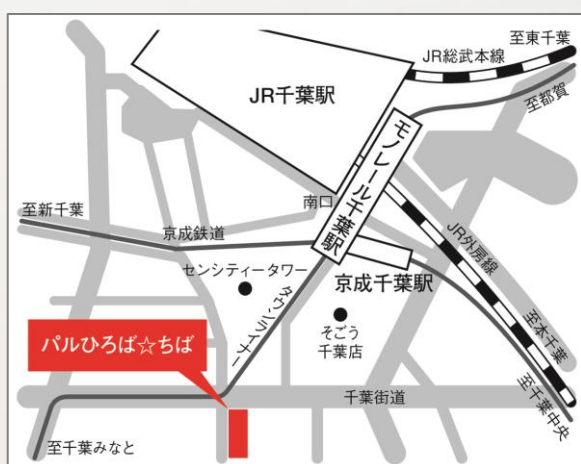 JR総武本線
至東千葉
JR千葉駅
至都賀
モノレール千葉駅
南口
至新千葉
京成鉄道
JR外房線
センシティータワー
京成千葉駅
タウンライナー
そごう
千葉店
至本千葉
パルひろば☆ちば
千葉街道
至千葉中央
至千葉みなと